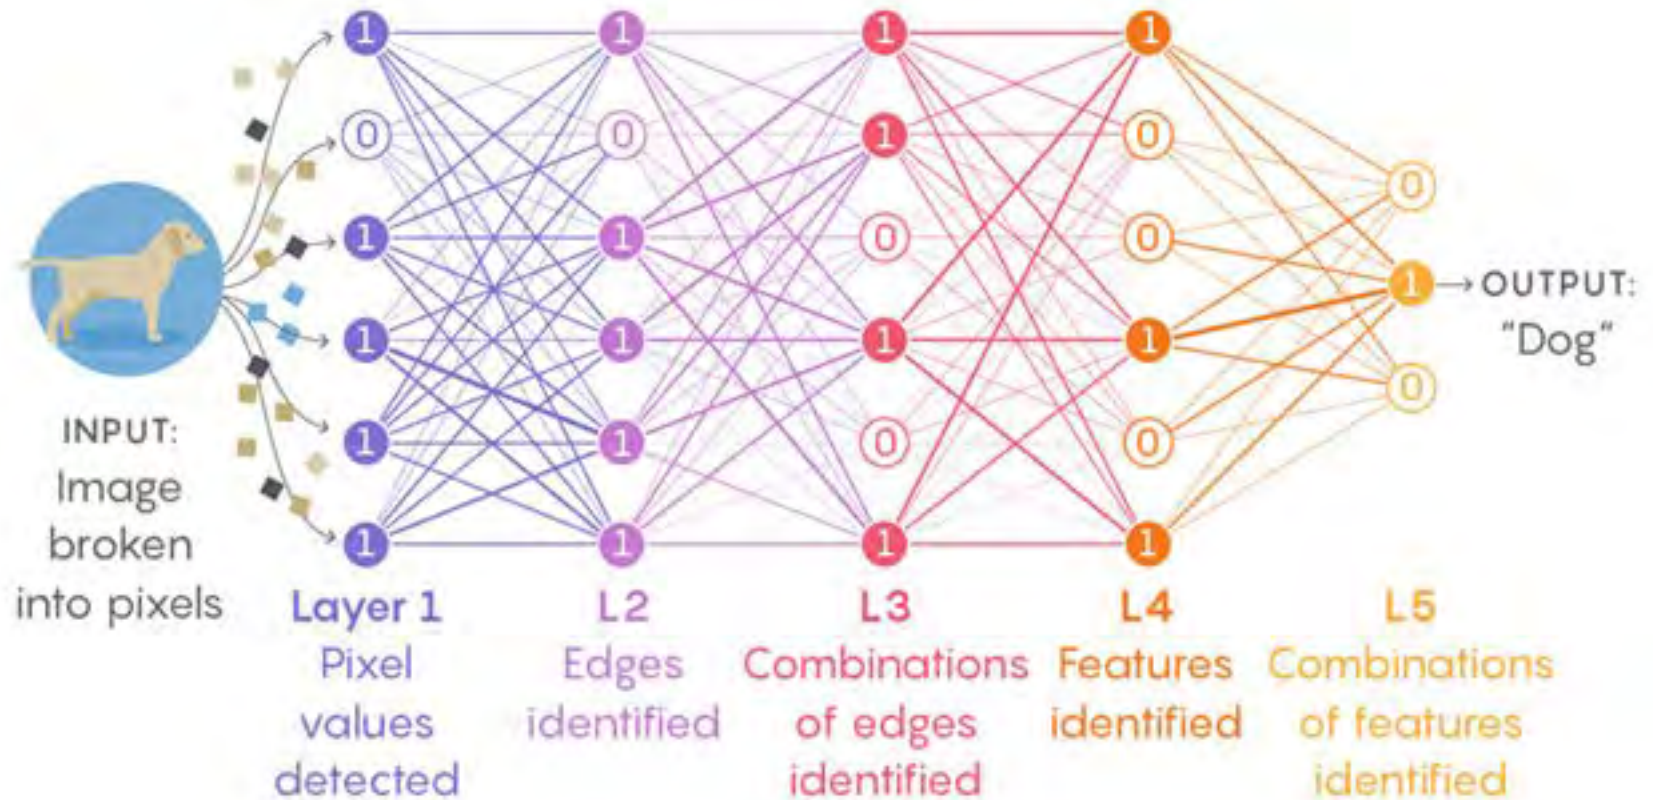 1 1 1 1
0 0 1 0
0
1 1 0 0
1
INPUT:
Image
broken
into pixels
1 1 1 1
0
1 1 0 0
1 1 1 1
OUTPUT:
"Dog"
Layer 1
Pixel
values
detected
L2
Edges
identified
L3
Combinations
of edges
identified
L4
Features
identified
L5
Combinations
of features
identified